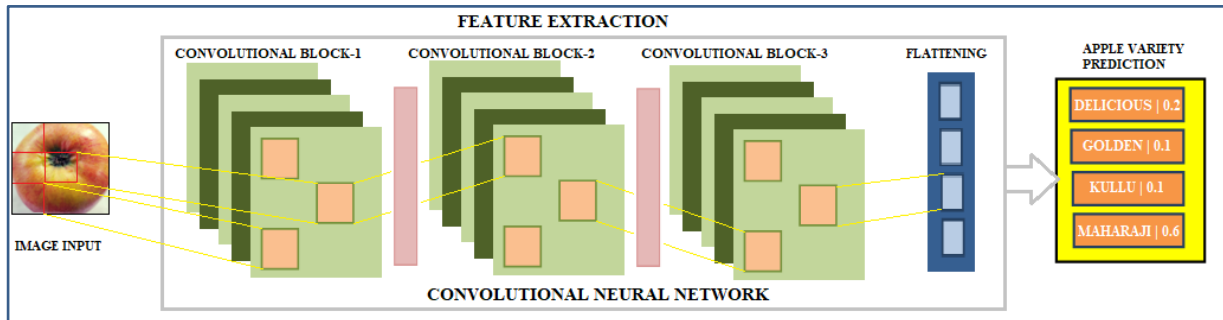 FEATURE EXTRACTION
CONVOLUTIONAL BLOCK-1
CONVOLUTIONAL BLOCK-2
CONVOLUTIONAL BLOCK-3
FLATTENING
APPLE VARIETY
PREDICTION
DELICIOUS | 0.2
GOLDEN | 0.1
KULLU | 0.1
MAHARAJI | 0.6
IMAGE INPUT
CONVOLUTIONAL NEURAL NETWORK